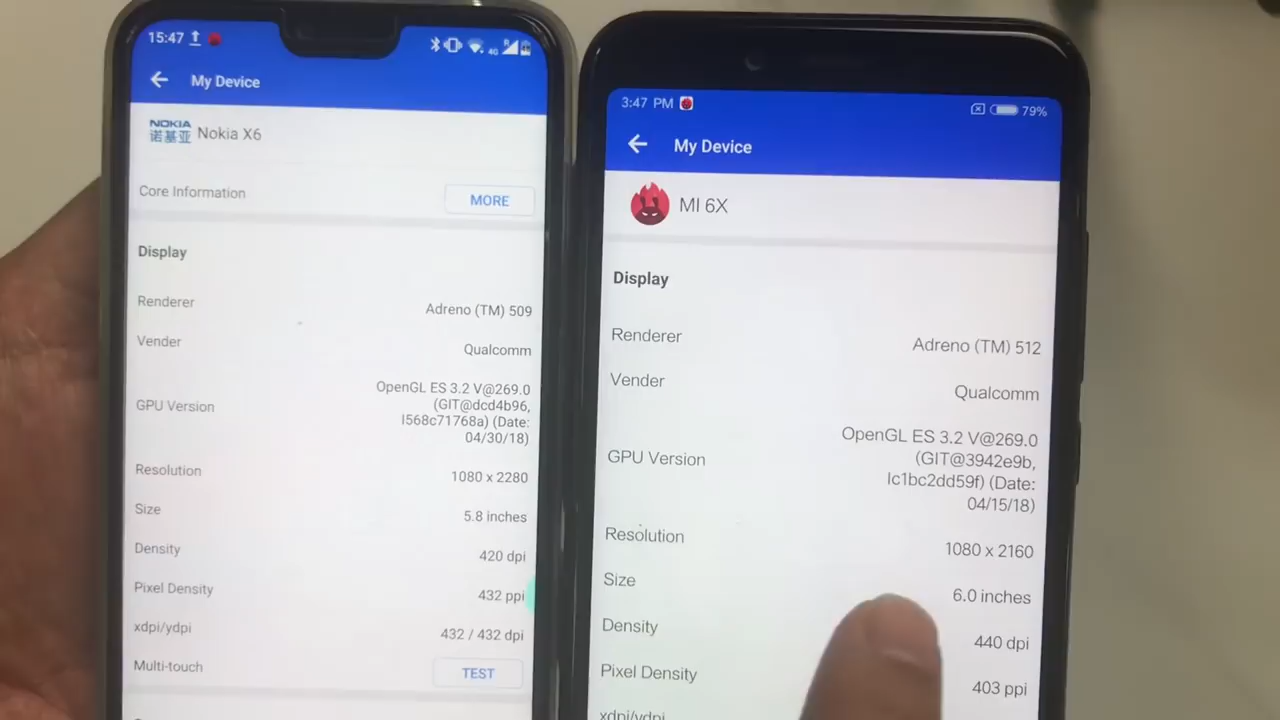 15:47
4G
R
My Device
NOKIA
诺基亚
Nokia X6
Core Information
MORE
Display
Renderer
Adreno (TM) 509
Vender
Qualcomm
GPU Version
OpenGL ES 3.2 V@269.0
(GIT@dcd4b96,
I568c71768a) (Date:
04/30/18)
Resolution
1080 x 2280
Size
5.8 inches
Density
420 dpi
Pixel Density
432 ppi
xdpi/ydpi
432 / 432 dpi
Multi-touch
TEST
3:47 PM
79%
My Device
MI 6X
Display
Renderer
Adreno (TM) 512
Vender
Qualcomm
GPU Version
OpenGL ES 3.2 V@269.0
(GIT@3942e9b,
Ic1bc2dd59f) (Date:
04/15/18)
Resolution
1080 x 2160
Size
6.0 inches
Density
440 dpi
Pixel Density
403 ppi
xdpi/ydpi